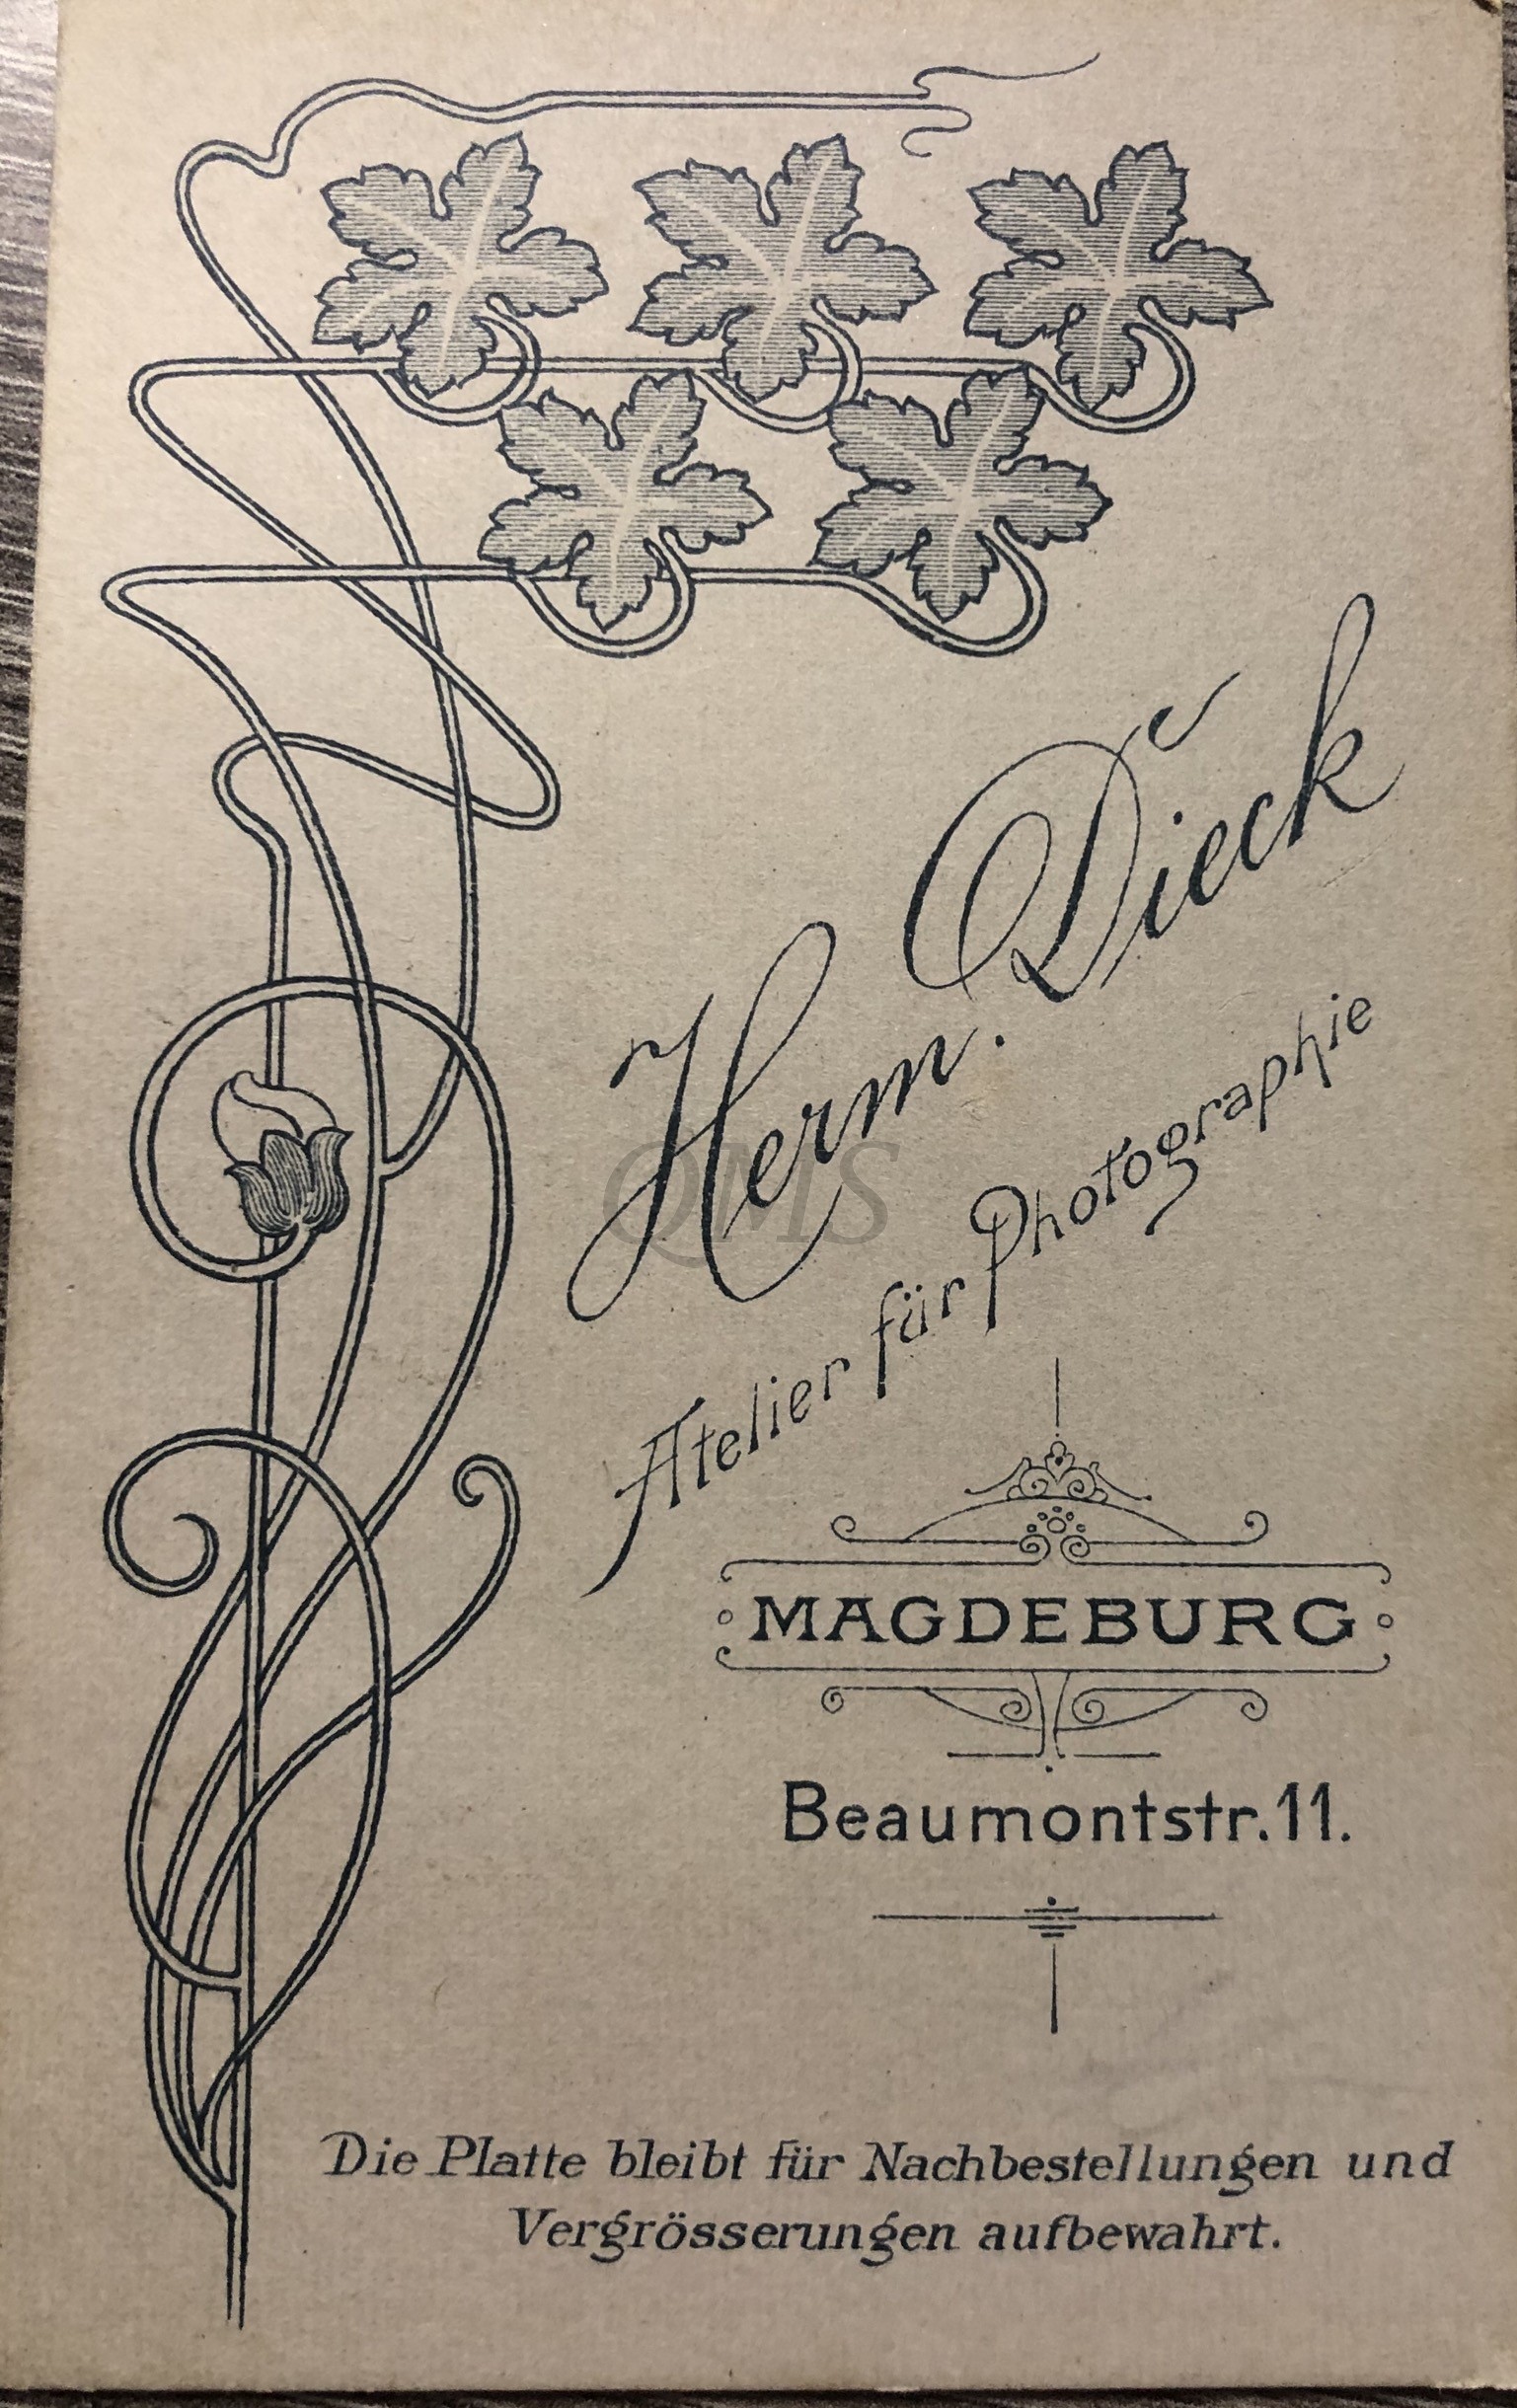 Herm. Dieck
Atelier für Photographie
QMS
MAGDEBURG
Beaumontstr. 11.
Die Platte bleibt für Nachbestellungen und
Vergrösserungen aufbewahrt.